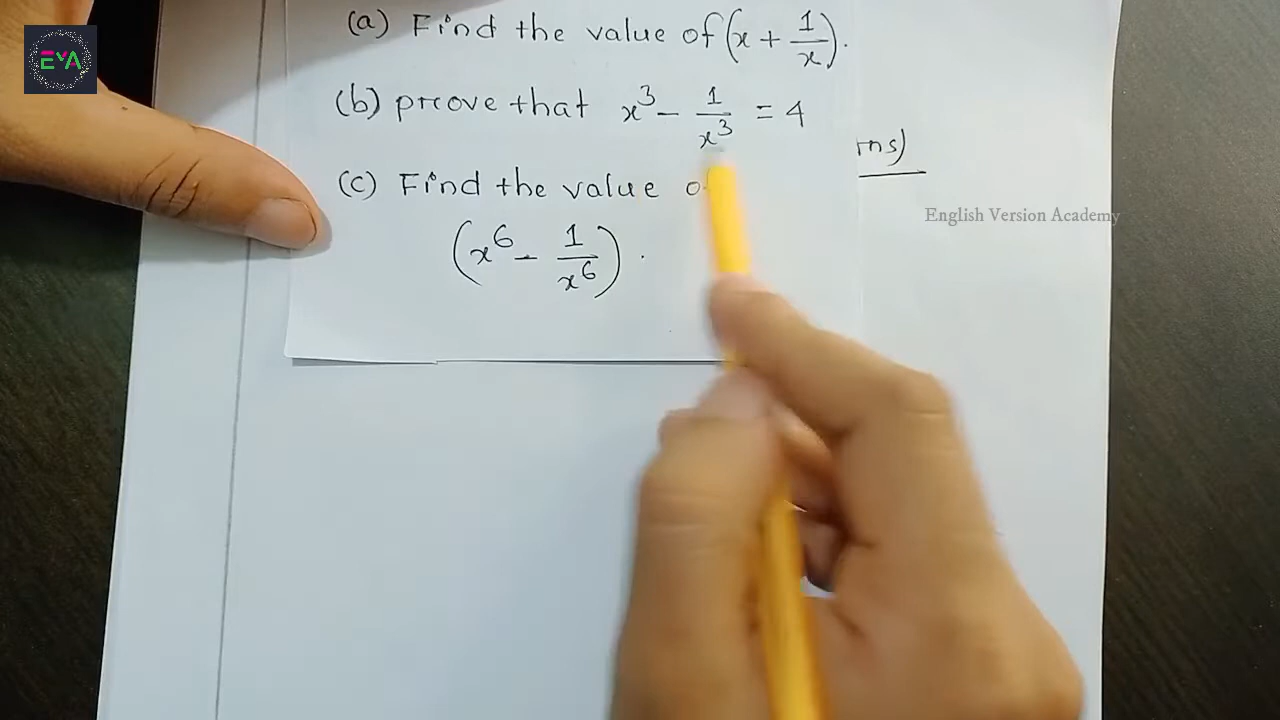 EYA
(a) Find the value of (x + 1/x).
(b) prove that x³ - 1/x³ = 4
(c) Find the value
(x⁶ - 1/x⁶).
English Version Academy